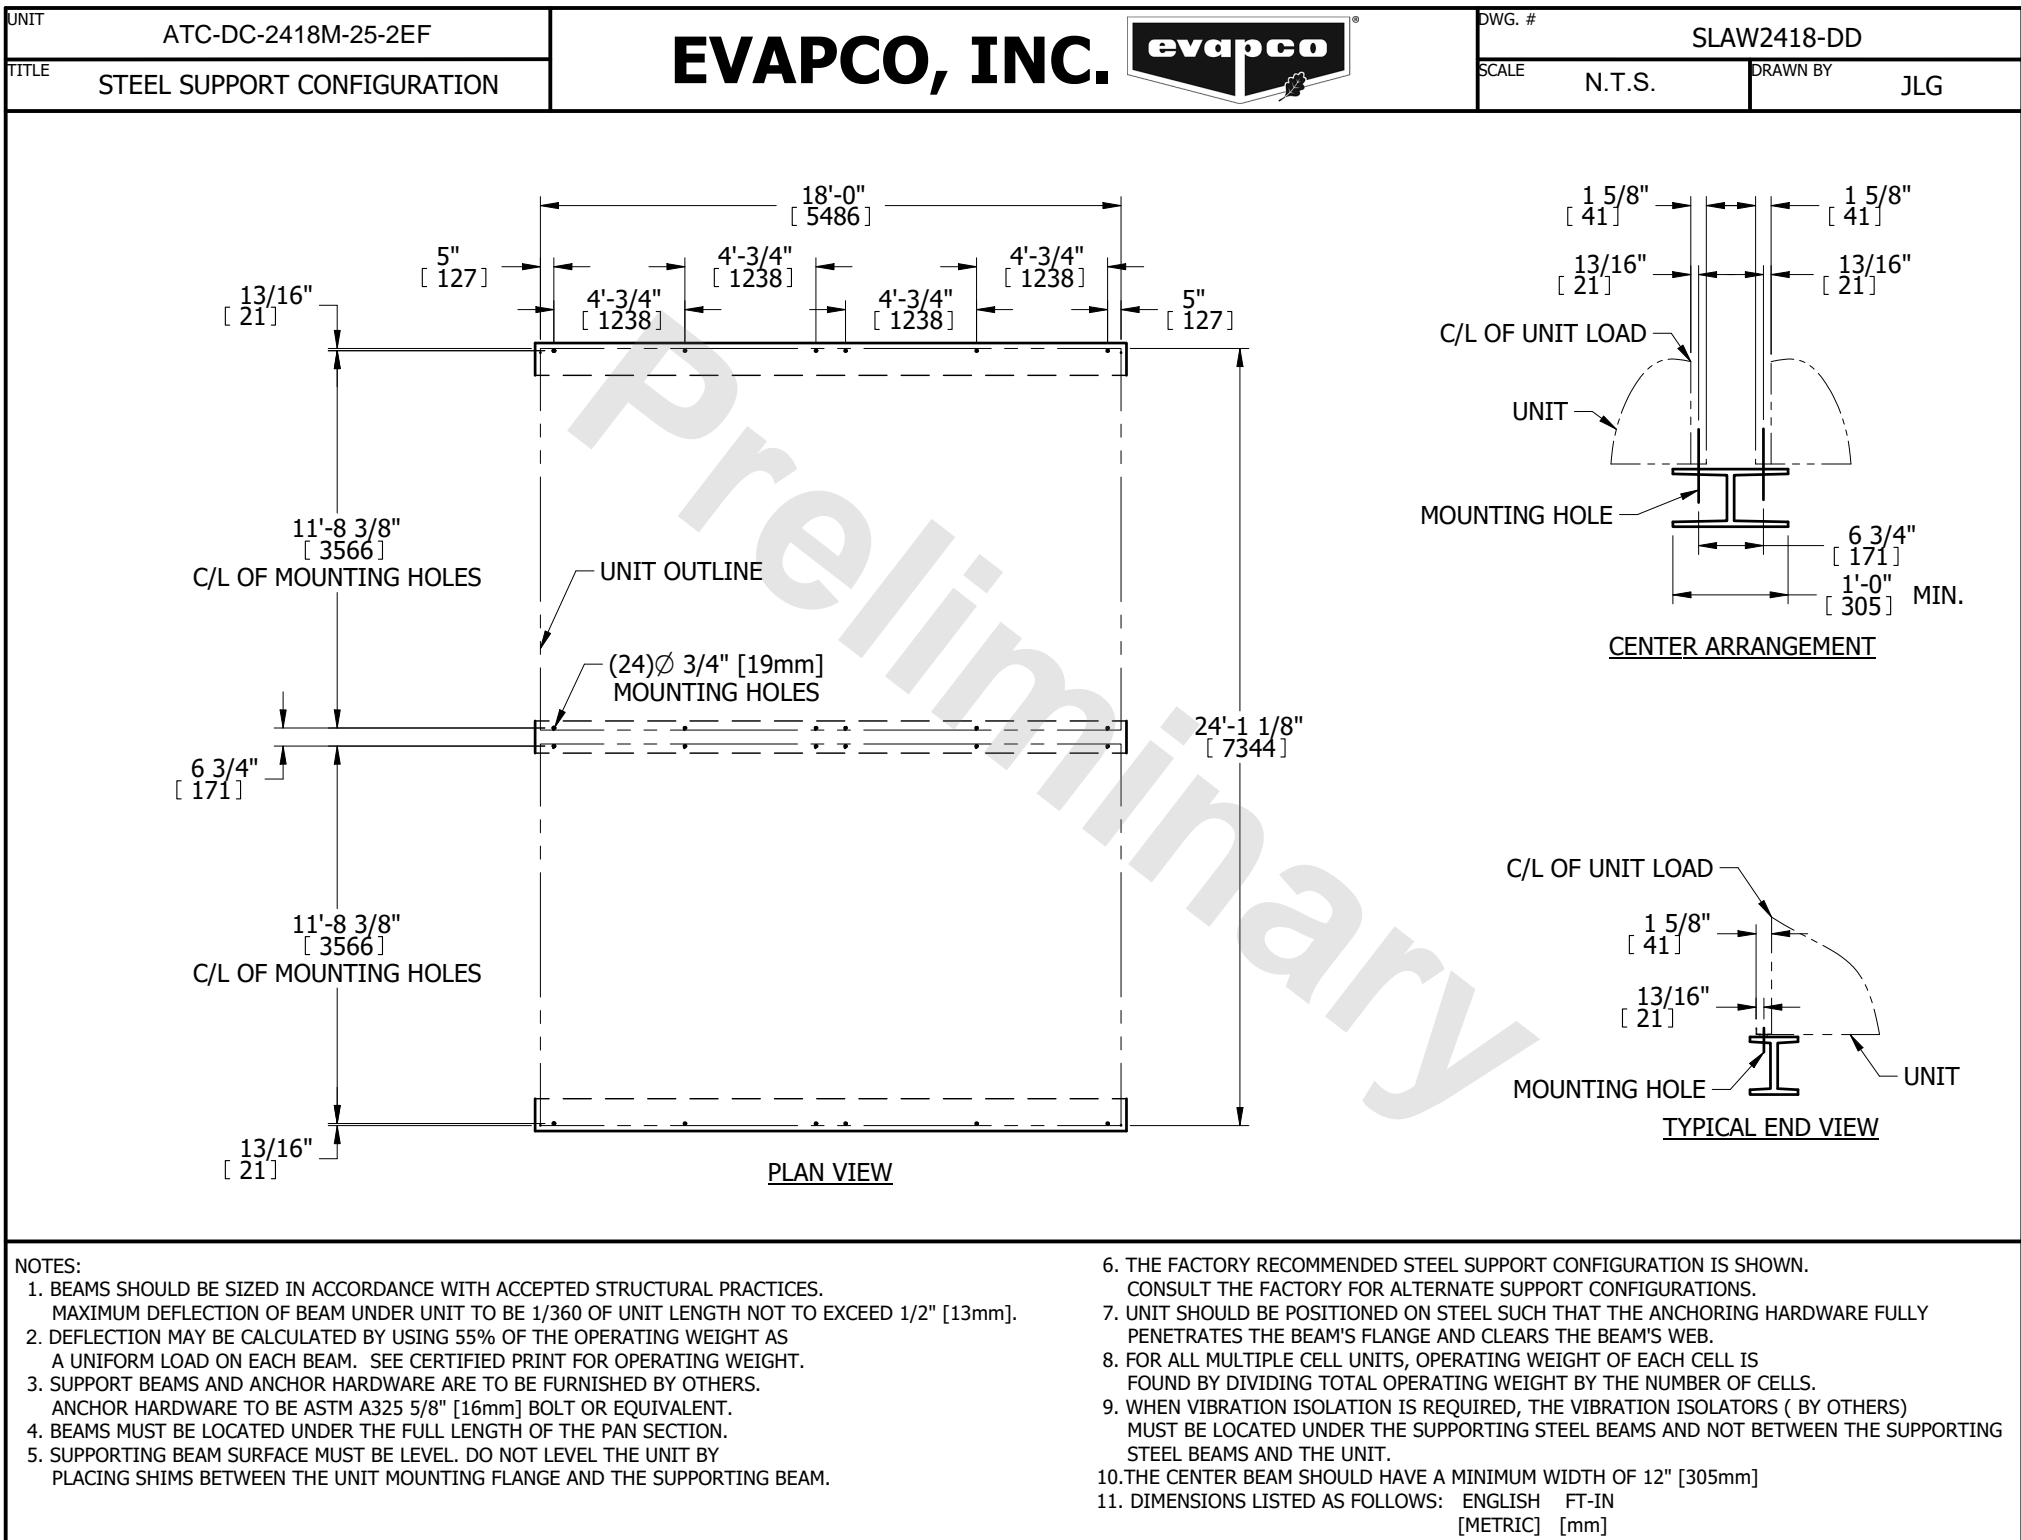 UNIT
ATC-DC-2418M-25-2EF
TITLE
STEEL SUPPORT CONFIGURATION
EVAPCO, INC.
evapco
®
DWG. #
SLAW2418-DD
SCALE
N.T.S.
DRAWN BY
JLG
18'-0"
[ 5486 ]
5"
[ 127 ]
4'-3/4"
[ 1238 ]
4'-3/4"
[ 1238 ]
13/16"
[ 21 ]
4'-3/4"
[ 1238 ]
4'-3/4"
[ 1238 ]
5"
[ 127 ]
11'-8 3/8"
[ 3566 ]
C/L OF MOUNTING HOLES
UNIT OUTLINE
(24)∅ 3/4" [19mm]
MOUNTING HOLES
6 3/4"
[ 171 ]
24'-1 1/8"
[ 7344 ]
11'-8 3/8"
[ 3566 ]
C/L OF MOUNTING HOLES
13/16"
[ 21 ]
PLAN VIEW
Preliminary
1 5/8"
[ 41 ]
1 5/8"
[ 41 ]
13/16"
[ 21 ]
13/16"
[ 21 ]
C/L OF UNIT LOAD
UNIT
MOUNTING HOLE
6 3/4"
[ 171 ]
1'-0"
[ 305 ] MIN.
CENTER ARRANGEMENT
C/L OF UNIT LOAD
1 5/8"
[ 41 ]
13/16"
[ 21 ]
MOUNTING HOLE
UNIT
TYPICAL END VIEW
NOTES:
1. BEAMS SHOULD BE SIZED IN ACCORDANCE WITH ACCEPTED STRUCTURAL PRACTICES.
MAXIMUM DEFLECTION OF BEAM UNDER UNIT TO BE 1/360 OF UNIT LENGTH NOT TO EXCEED 1/2" [13mm].
2. DEFLECTION MAY BE CALCULATED BY USING 55% OF THE OPERATING WEIGHT AS
A UNIFORM LOAD ON EACH BEAM. SEE CERTIFIED PRINT FOR OPERATING WEIGHT.
3. SUPPORT BEAMS AND ANCHOR HARDWARE ARE TO BE FURNISHED BY OTHERS.
ANCHOR HARDWARE TO BE ASTM A325 5/8" [16mm] BOLT OR EQUIVALENT.
4. BEAMS MUST BE LOCATED UNDER THE FULL LENGTH OF THE PAN SECTION.
5. SUPPORTING BEAM SURFACE MUST BE LEVEL. DO NOT LEVEL THE UNIT BY
PLACING SHIMS BETWEEN THE UNIT MOUNTING FLANGE AND THE SUPPORTING BEAM.
6. THE FACTORY RECOMMENDED STEEL SUPPORT CONFIGURATION IS SHOWN.
CONSULT THE FACTORY FOR ALTERNATE SUPPORT CONFIGURATIONS.
7. UNIT SHOULD BE POSITIONED ON STEEL SUCH THAT THE ANCHORING HARDWARE FULLY
PENETRATES THE BEAM'S FLANGE AND CLEARS THE BEAM'S WEB.
8. FOR ALL MULTIPLE CELL UNITS, OPERATING WEIGHT OF EACH CELL IS
FOUND BY DIVIDING TOTAL OPERATING WEIGHT BY THE NUMBER OF CELLS.
9. WHEN VIBRATION ISOLATION IS REQUIRED, THE VIBRATION ISOLATORS ( BY OTHERS)
MUST BE LOCATED UNDER THE SUPPORTING STEEL BEAMS AND NOT BETWEEN THE SUPPORTING
STEEL BEAMS AND THE UNIT.
10.THE CENTER BEAM SHOULD HAVE A MINIMUM WIDTH OF 12" [305mm]
11. DIMENSIONS LISTED AS FOLLOWS: ENGLISH FT-IN
[METRIC] [mm]